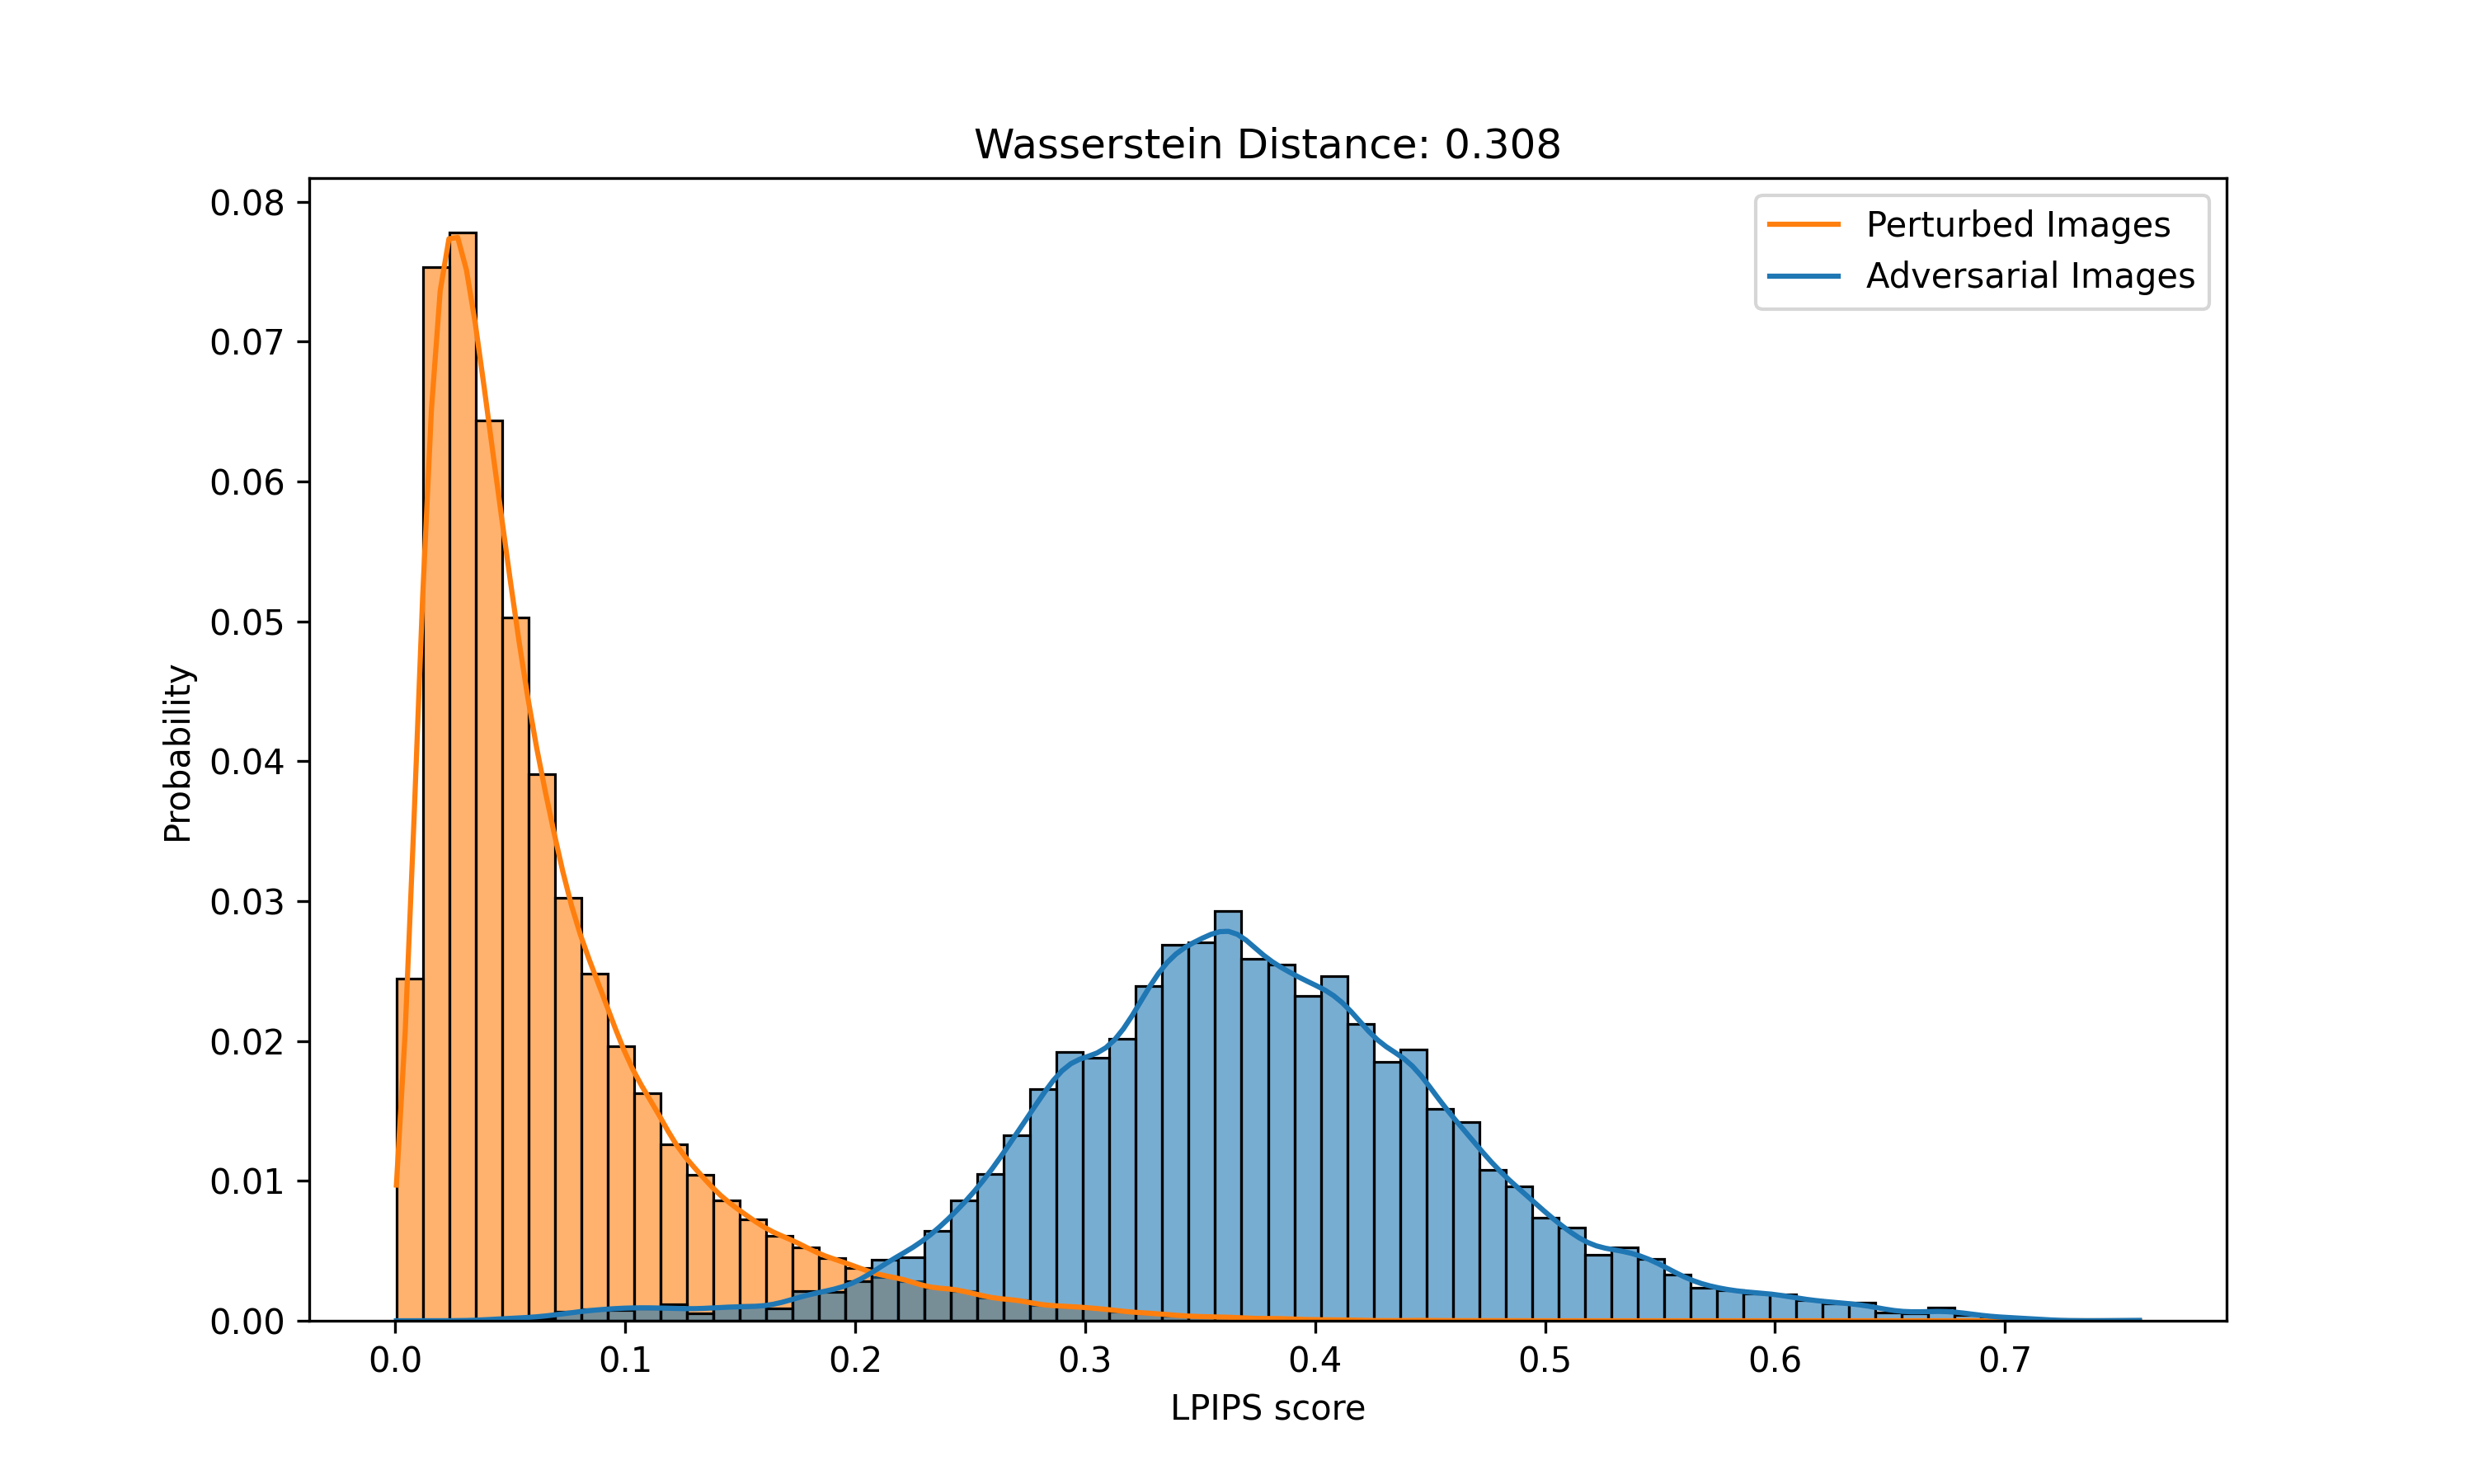 Wasserstein Distance: 0.308
Perturbed Images
Adversarial Images
Probability
0.08
0.07
0.06
0.05
0.04
0.03
0.02
0.01
0.00
0.0 0.1 0.2 0.3 0.4 0.5 0.6 0.7
LPIPS score